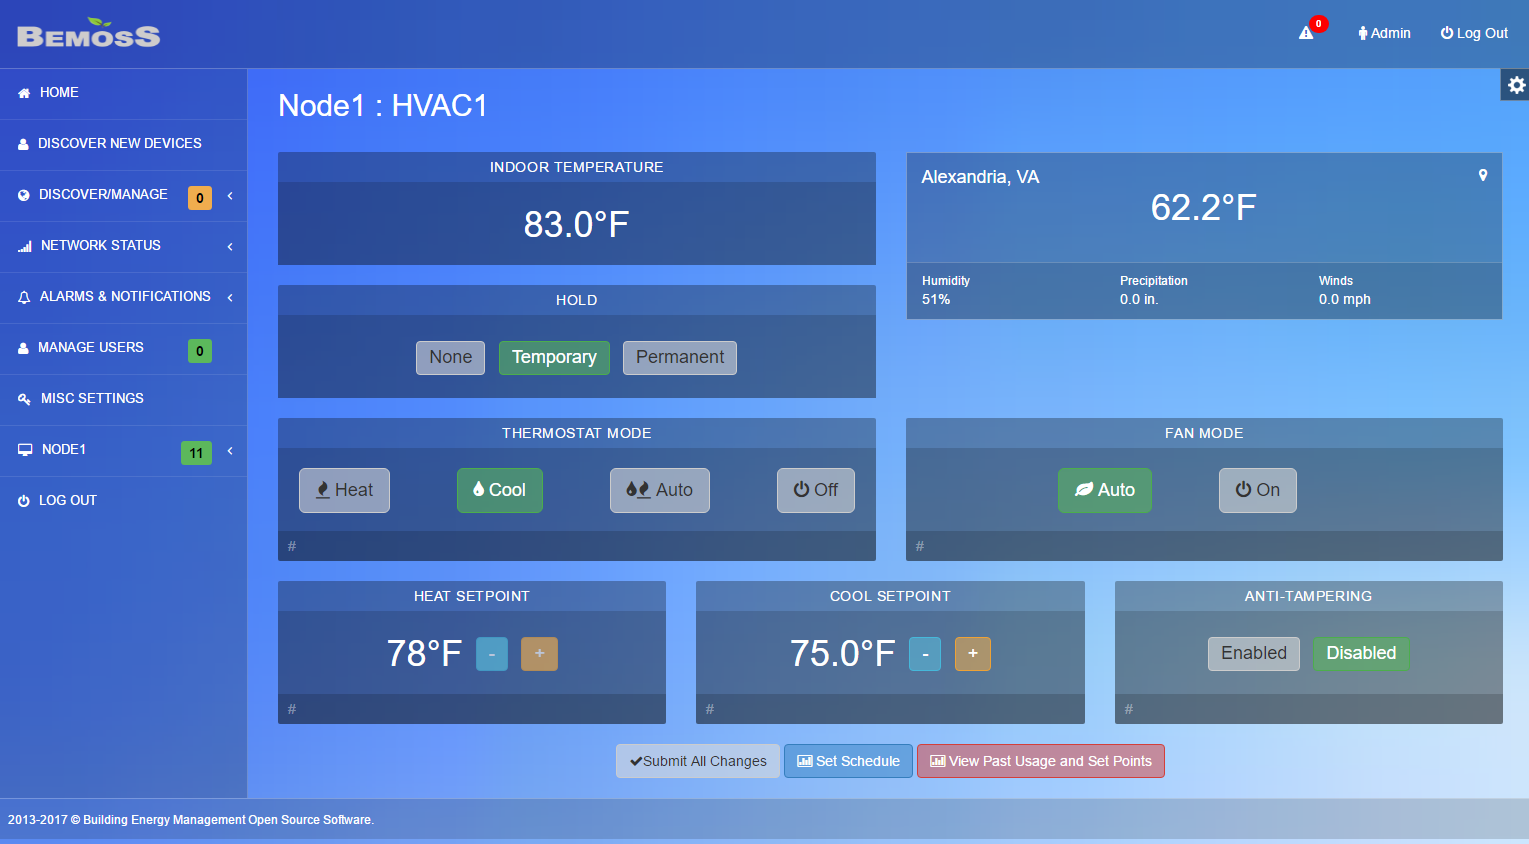 BEMOSS
0
Admin
Log Out
HOME
DISCOVER NEW DEVICES
DISCOVER/MANAGE 0
NETWORK STATUS
ALARMS & NOTIFICATIONS
MANAGE USERS 0
MISC SETTINGS
NODE1 11
LOG OUT
Node1 : HVAC1
INDOOR TEMPERATURE
83.0°F
Alexandria, VA
62.2°F
Humidity Precipitation Winds
51% 0.0 in. 0.0 mph
HOLD
None Temporary Permanent
THERMOSTAT MODE
Heat Cool Auto Off
#
FAN MODE
Auto On
#
HEAT SETPOINT
78°F - +
#
COOL SETPOINT
75.0°F - +
#
ANTI-TAMPERING
Enabled Disabled
#
Submit All Changes Set Schedule View Past Usage and Set Points
2013-2017 © Building Energy Management Open Source Software.